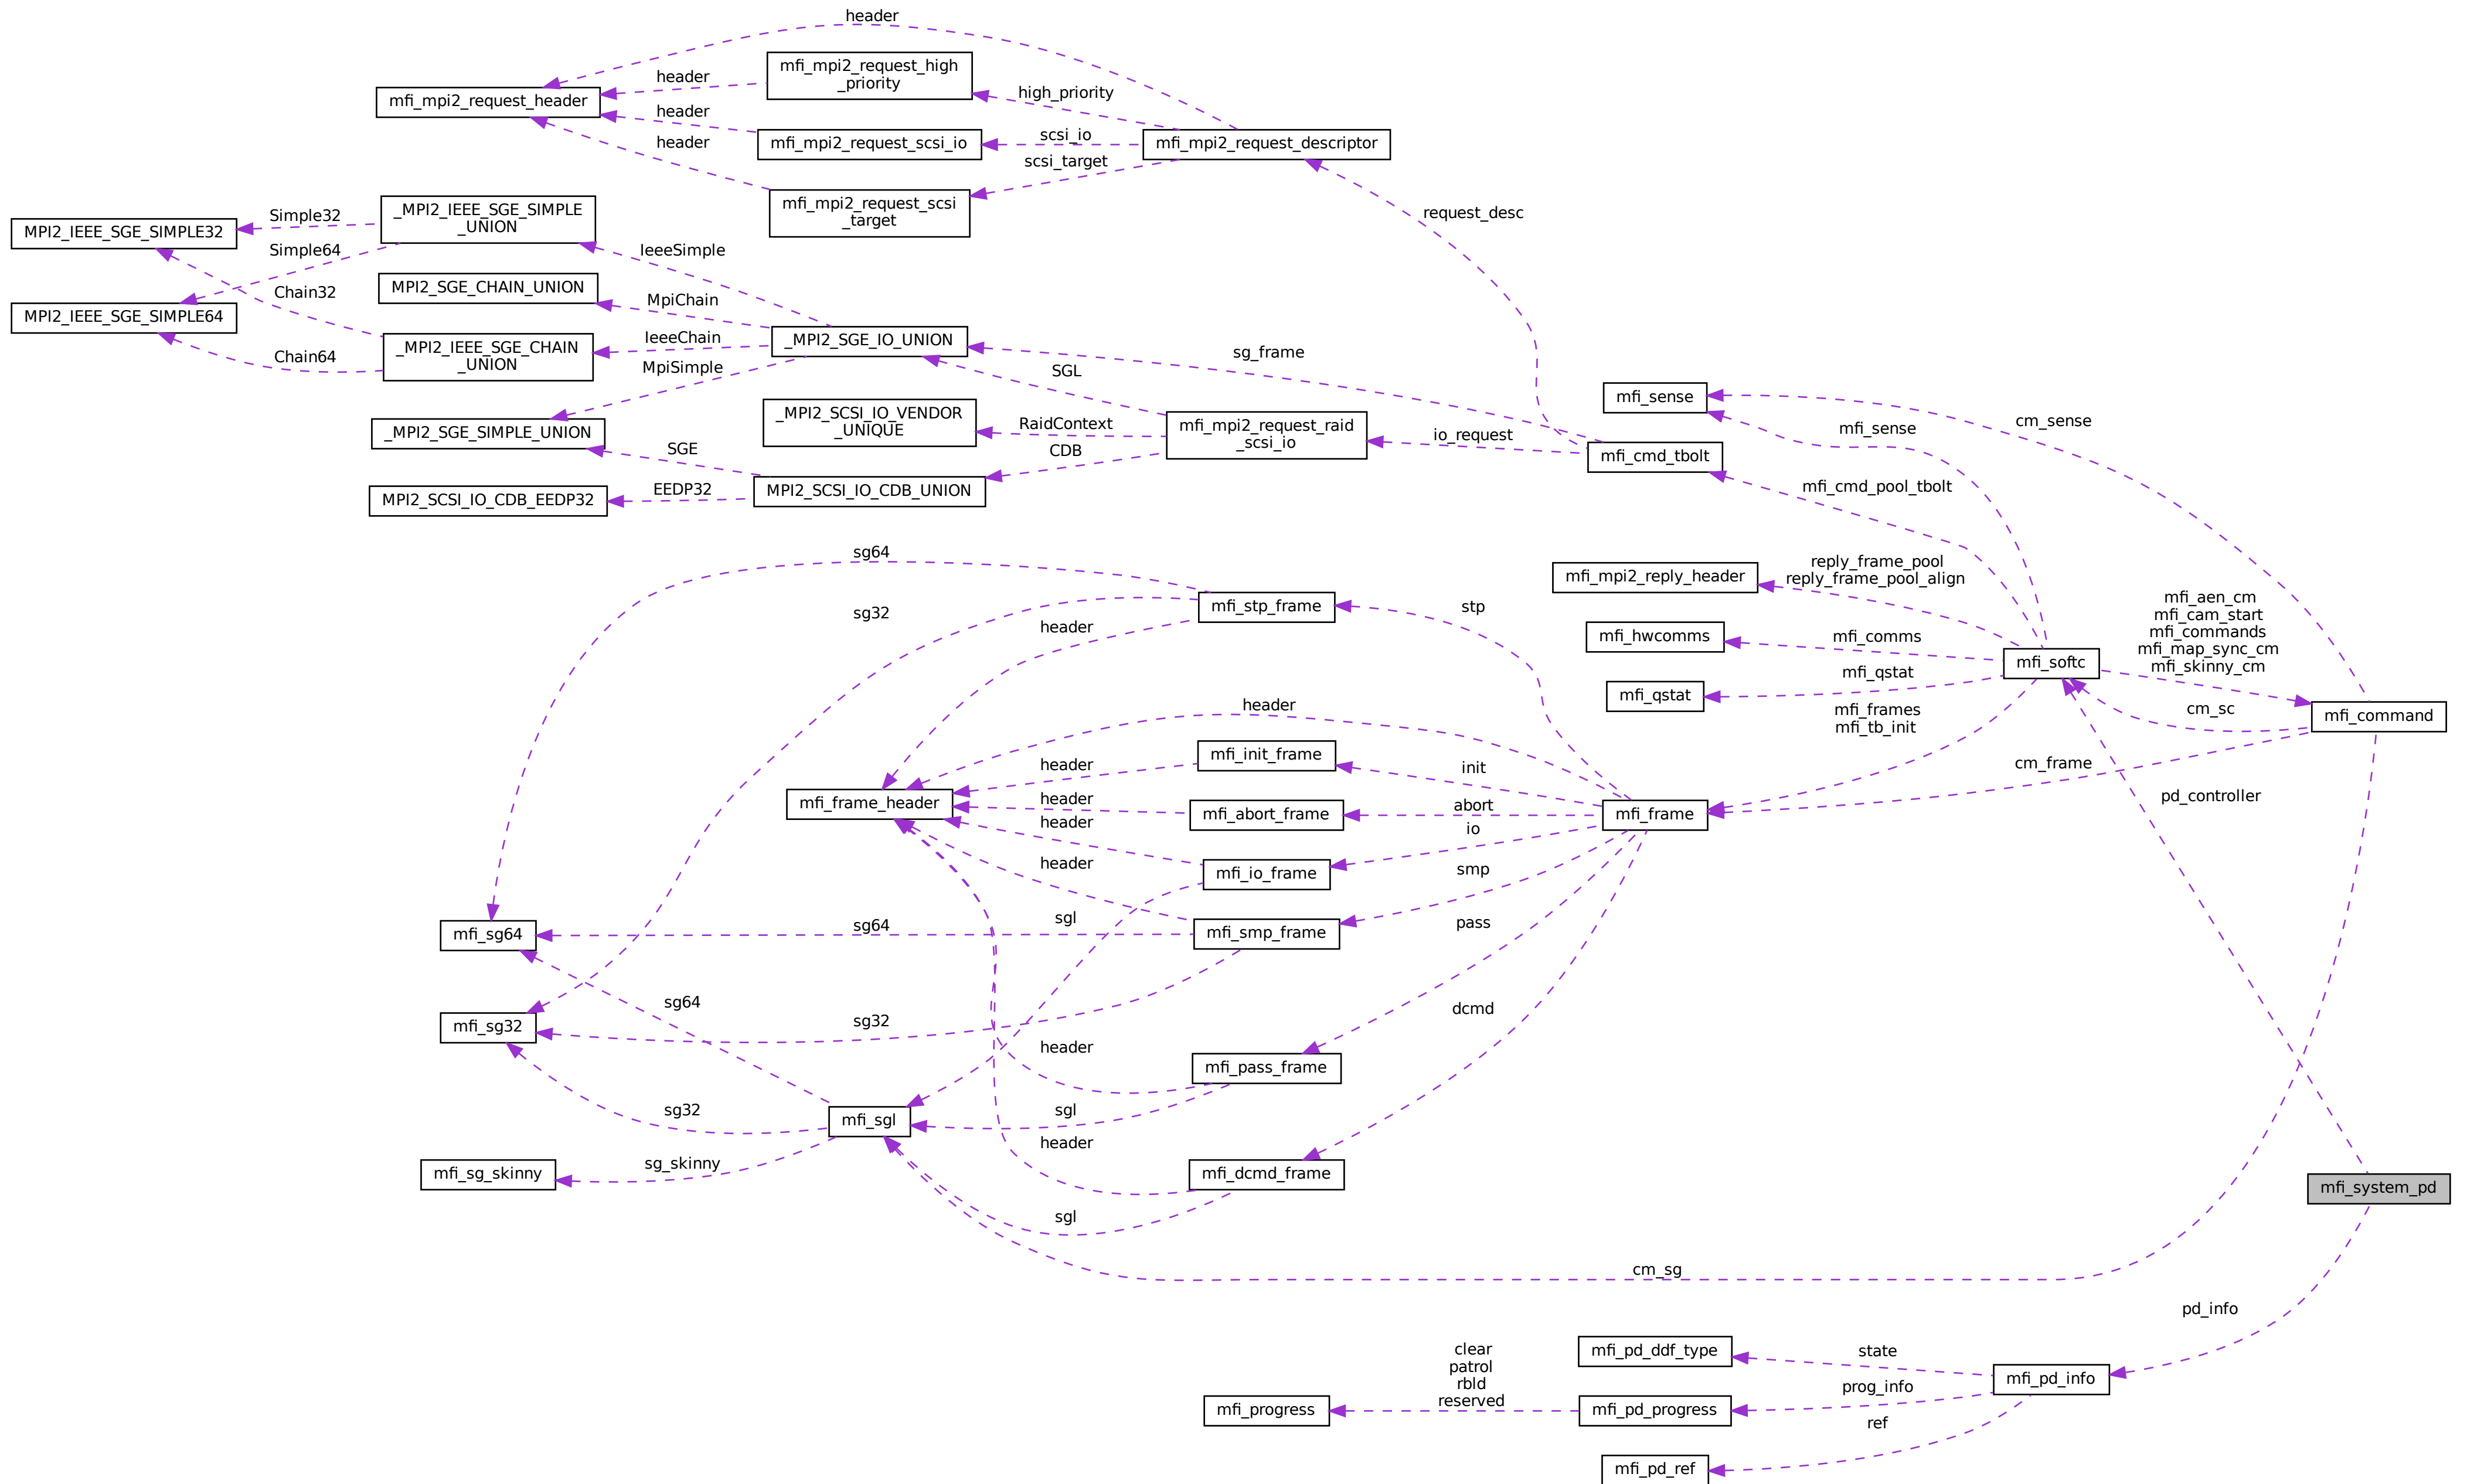 header
mfi_mpi2_request_high
_priority
header
mfi_mpi2_request_header
high_priority
header
mfi_mpi2_request_scsi_io
scsi_io
mfi_mpi2_request_descriptor
header
scsi_target
mfi_mpi2_request_scsi
_target
request_desc
_MPI2_IEEE_SGE_SIMPLE
_UNION
Simple32
MPI2_IEEE_SGE_SIMPLE32
Simple64
IeeeSimple
MPI2_SGE_CHAIN_UNION
Chain32
MpiChain
MPI2_IEEE_SGE_SIMPLE64
IeeeChain
_MPI2_SGE_IO_UNION
_MPI2_IEEE_SGE_CHAIN
_UNION
Chain64
MpiSimple
sg_frame
SGL
mfi_sense
_MPI2_SCSI_IO_VENDOR
_UNIQUE
RaidContext
mfi_mpi2_request_raid
_scsi_io
cm_sense
mfi_sense
_MPI2_SGE_SIMPLE_UNION
SGE
CDB
io_request
mfi_cmd_tbolt
MPI2_SCSI_IO_CDB_EEDP32
EEDP32
MPI2_SCSI_IO_CDB_UNION
mfi_cmd_pool_tbolt
sg64
mfi_mpi2_reply_header
reply_frame_pool
reply_frame_pool_align
sg32
mfi_stp_frame
stp
header
mfi_hwcomms
mfi_comms
mfi_aen_cm
mfi_cam_start
mfi_commands
mfi_map_sync_cm
mfi_skinny_cm
mfi_softc
mfi_qstat
mfi_qstat
header
mfi_frames
mfi_tb_init
cm_sc
mfi_command
header
mfi_init_frame
init
cm_frame
mfi_frame_header
header
mfi_abort_frame
abort
mfi_frame
pd_controller
header
io
mfi_io_frame
header
smp
mfi_sg64
sg64
sgl
mfi_smp_frame
pass
sg64
mfi_sg32
sg32
dcmd
header
mfi_pass_frame
sg32
mfi_sgl
sgl
header
mfi_sg_skinny
sg_skinny
mfi_dcmd_frame
mfi_system_pd
sgl
cm_sg
pd_info
clear
patrol
rbld
reserved
mfi_pd_ddf_type
state
mfi_pd_info
mfi_progress
mfi_pd_progress
prog_info
ref
mfi_pd_ref